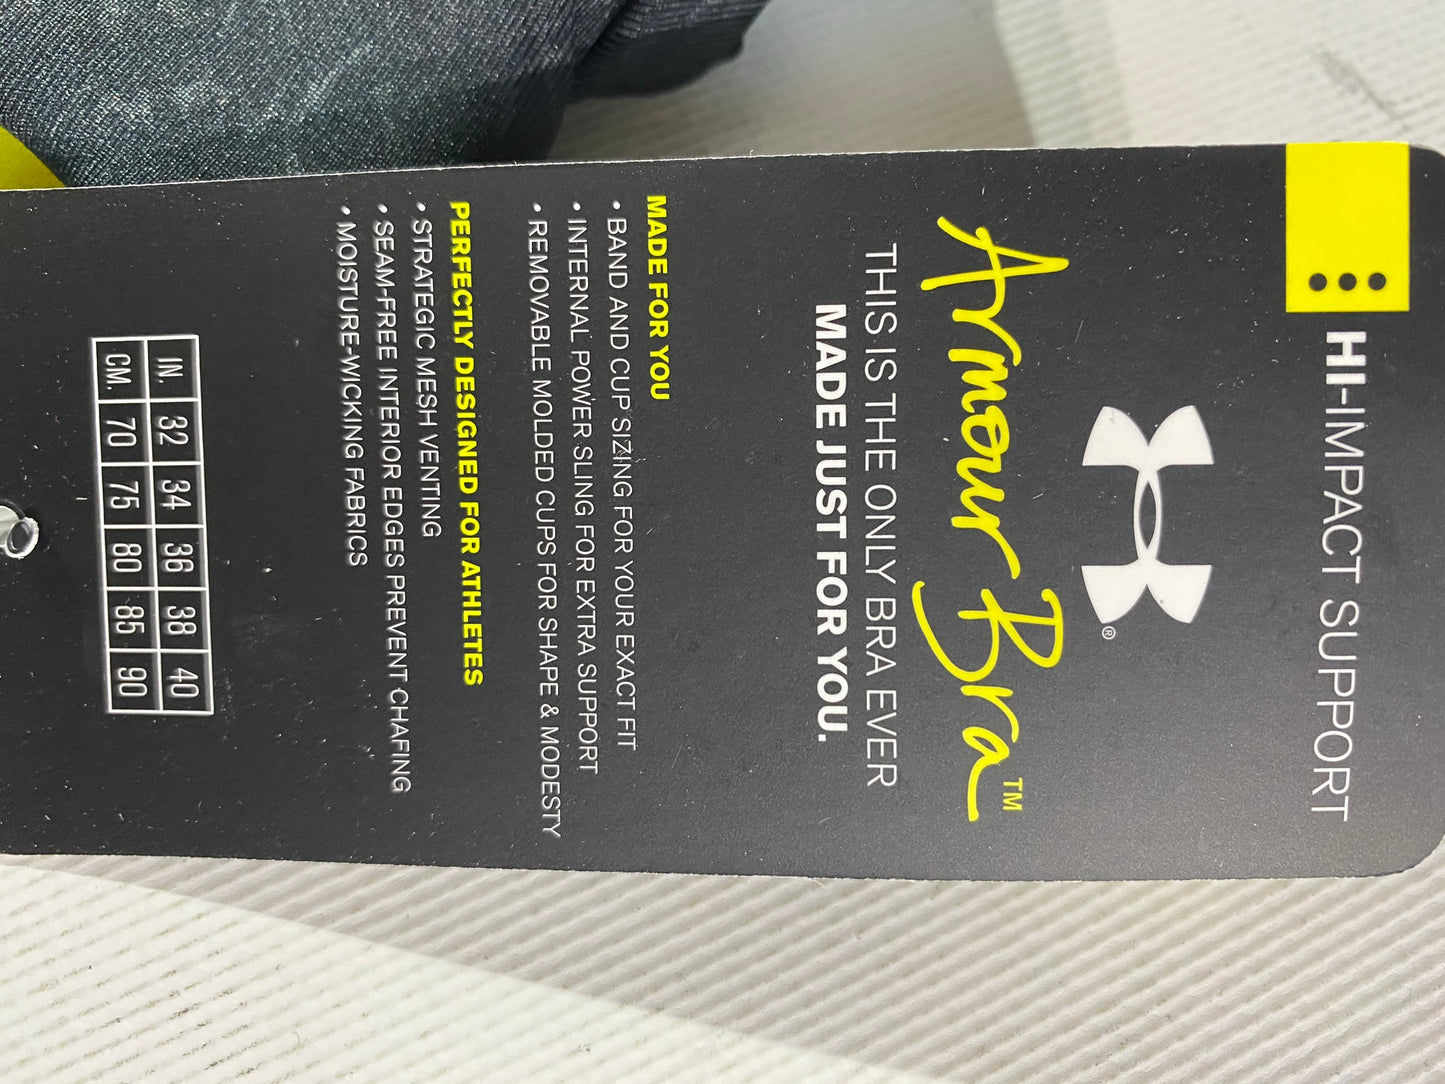 HI-IMPACT SUPPORT
®
Armour Bra™
THIS IS THE ONLY BRA EVER
MADE JUST FOR YOU.
MADE FOR YOU
• BAND AND CUP SIZING FOR YOUR EXACT FIT
• INTERNAL POWER SLING FOR EXTRA SUPPORT
• REMOVABLE MOLDED CUPS FOR SHAPE & MODESTY
PERFECTLY DESIGNED FOR ATHLETES
• STRATEGIC MESH VENTING
• SEAM-FREE INTERIOR EDGES PREVENT CHAFING
• MOISTURE-WICKING FABRICS
IN. 32 34 36 38 40
CM. 70 75 80 85 90